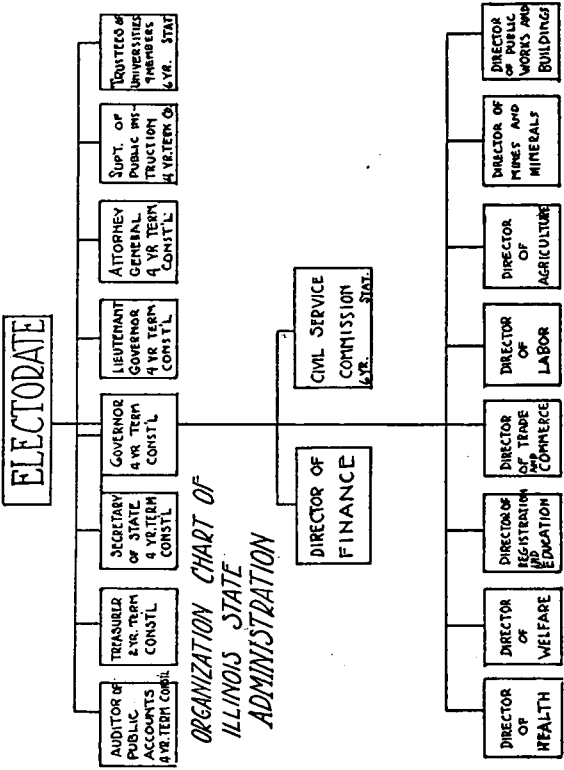 ELECTORATE
AUDITOR OF
PUBLIC
ACCOUNTS
4 YR. TERM CONST'L
TREASURER
2 YR. TERM
CONST'L
SECRETARY
OF STATE
4 YR. TERM
CONST'L
GOVERNOR
4 YR TERM
CONST'L
LIEUTENANT
GOVERNOR
4 YR TERM
CONST'L
ATTORNEY
GENERAL
4 YR TERM
CONST'L
SUP'T. OF
PUBLIC INS-
TRUCTION
4 YR. TERM
TRUSTEES OF
UNIVERSITIES
9 MEMBERS
6 YR. STAT
ORGANIZATION CHART OF
ILLINOIS STATE
ADMINISTRATION
DIRECTOR OF
FINANCE
CIVIL SERVICE
COMMISSION
6 YR. STAT.
DIRECTOR
OF
HEALTH
DIRECTOR
OF
WELFARE
DIRECTOR OF
REGISTRATION
AND
EDUCATION
DIRECTOR
OF TRADE
AND
COMMERCE
DIRECTOR
OF
LABOR
DIRECTOR
OF
AGRICULTURE
DIRECTOR OF
MINES AND
MINERALS
DIRECTOR
OF PUBLIC
WORKS AND
BUILDINGS